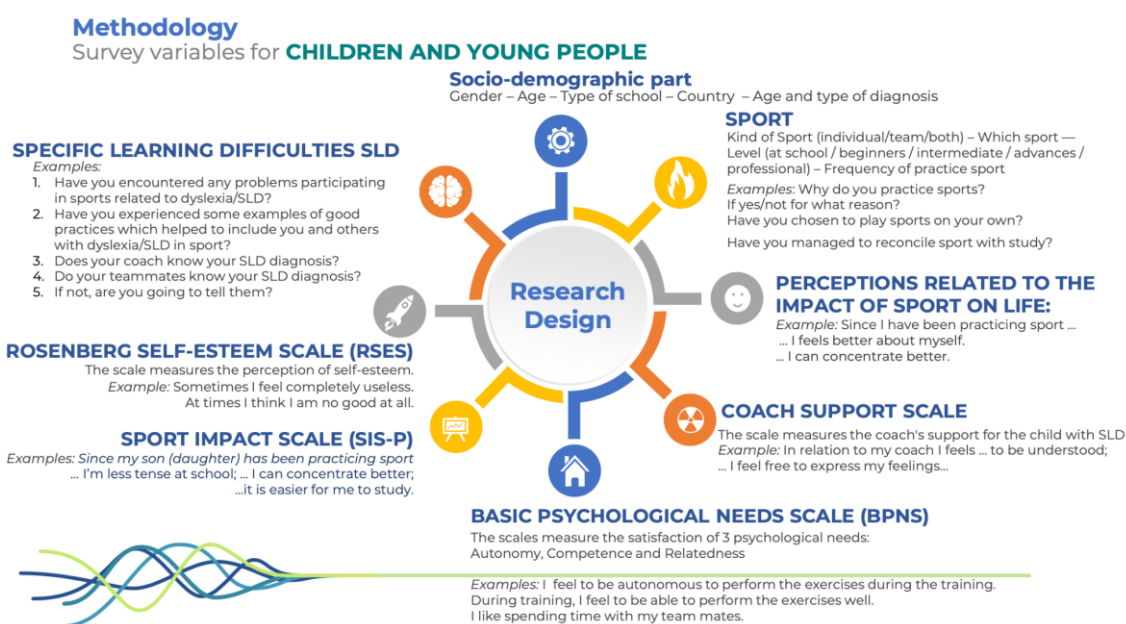 Methodology
Survey variables for CHILDREN AND YOUNG PEOPLE
Socio-demographic part
Gender – Age – Type of school – Country – Age and type of diagnosis
SPORT
Kind of Sport (individual/team/both) – Which sport —
Level (at school / beginners / intermediate / advances /
professional) – Frequency of practice sport
Examples: Why do you practice sports?
If yes/not for what reason?
Have you chosen to play sports on your own?
Have you managed to reconcile sport with study?
SPECIFIC LEARNING DIFFICULTIES SLD
Examples:
1. Have you encountered any problems participating
in sports related to dyslexia/SLD?
2. Have you experienced some examples of good
practices which helped to include you and others
with dyslexia/SLD in sport?
3. Does your coach know your SLD diagnosis?
4. Do your teammates know your SLD diagnosis?
5. If not, are you going to tell them?
Research
Design
PERCEPTIONS RELATED TO THE
IMPACT OF SPORT ON LIFE:
Example: Since I have been practicing sport ...
... I feels better about myself.
... I can concentrate better.
ROSENBERG SELF-ESTEEM SCALE (RSES)
The scale measures the perception of self-esteem.
Example: Sometimes I feel completely useless.
At times I think I am no good at all.
COACH SUPPORT SCALE
The scale measures the coach's support for the child with SLD
Example: In relation to my coach I feels ... to be understood;
... I feel free to express my feelings...
SPORT IMPACT SCALE (SIS-P)
Examples: Since my son (daughter) has been practicing sport
... I'm less tense at school; ... I can concentrate better;
...it is easier for me to study.
BASIC PSYCHOLOGICAL NEEDS SCALE (BPNS)
The scales measure the satisfaction of 3 psychological needs:
Autonomy, Competence and Relatedness
Examples: I feel to be autonomous to perform the exercises during the training.
During training, I feel to be able to perform the exercises well.
I like spending time with my team mates.